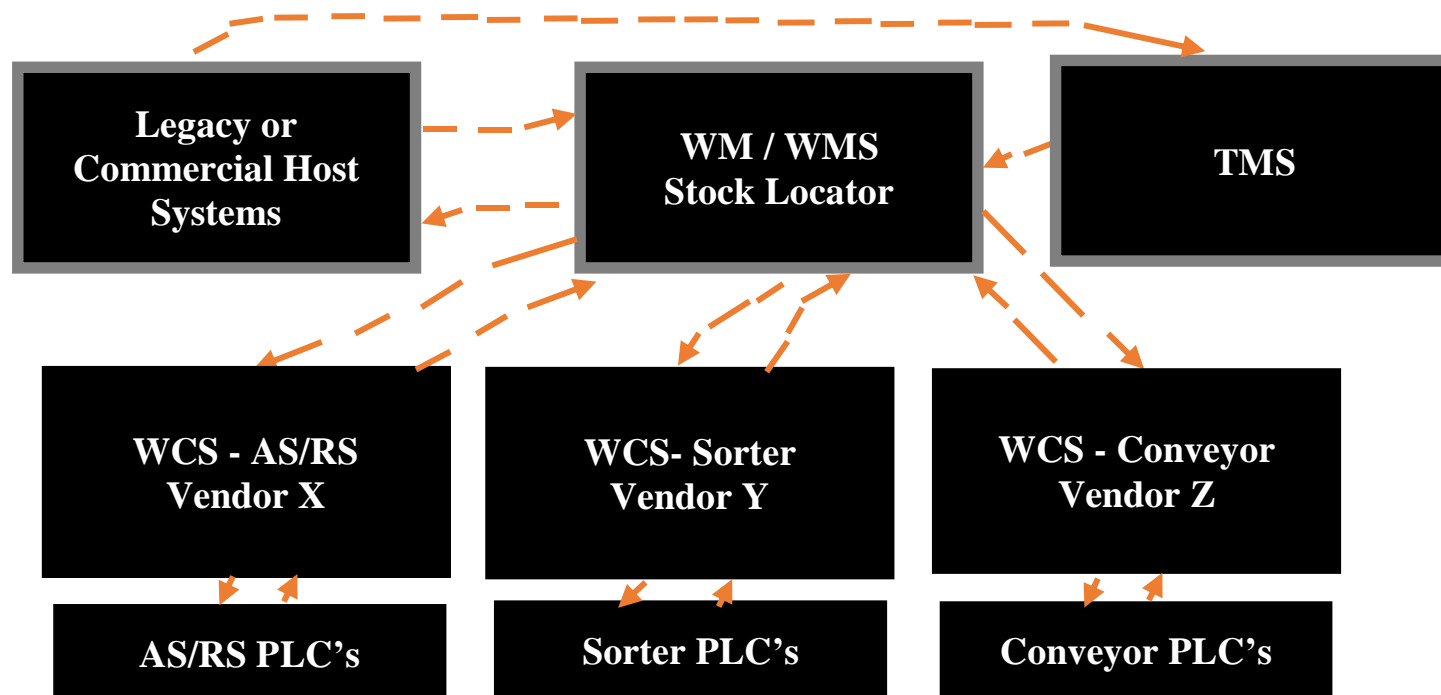 Legacy or
Commercial Host
Systems
WM / WMS
Stock Locator
TMS
WCS - AS/RS
Vendor X
WCS- Sorter
Vendor Y
WCS - Conveyor
Vendor Z
AS/RS PLC’s
Sorter PLC’s
Conveyor PLC’s